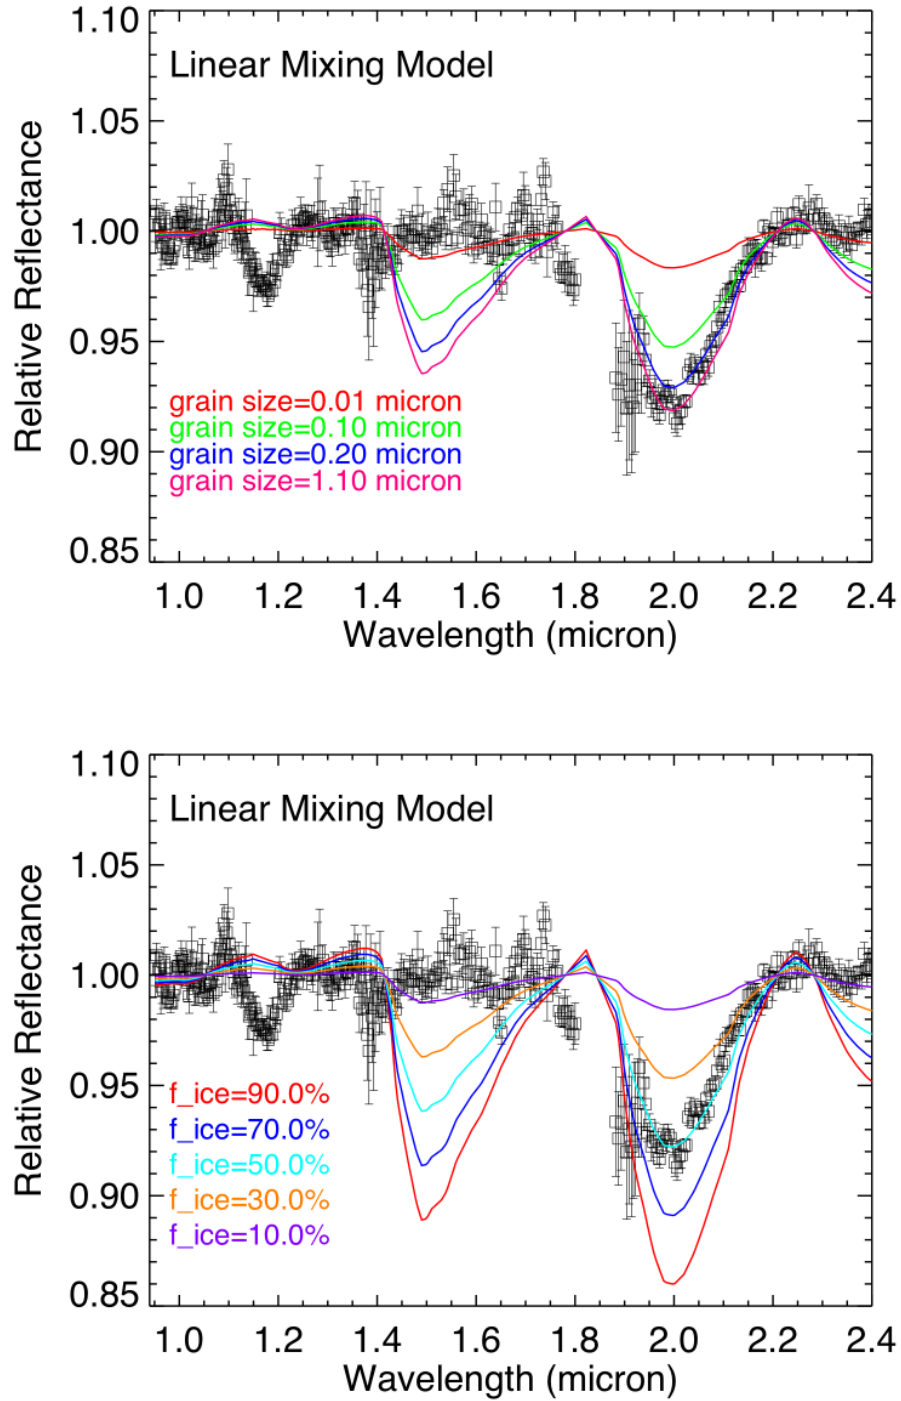 1.10
Linear Mixing Model
1.05
1.00
0.95
0.90
0.85
Relative Reflectance
grain size=0.01 micron
grain size=0.10 micron
grain size=0.20 micron
grain size=1.10 micron
1.0 1.2 1.4 1.6 1.8 2.0 2.2 2.4
Wavelength (micron)
1.10
Linear Mixing Model
1.05
1.00
0.95
0.90
0.85
Relative Reflectance
f_ice=90.0%
f_ice=70.0%
f_ice=50.0%
f_ice=30.0%
f_ice=10.0%
1.0 1.2 1.4 1.6 1.8 2.0 2.2 2.4
Wavelength (micron)